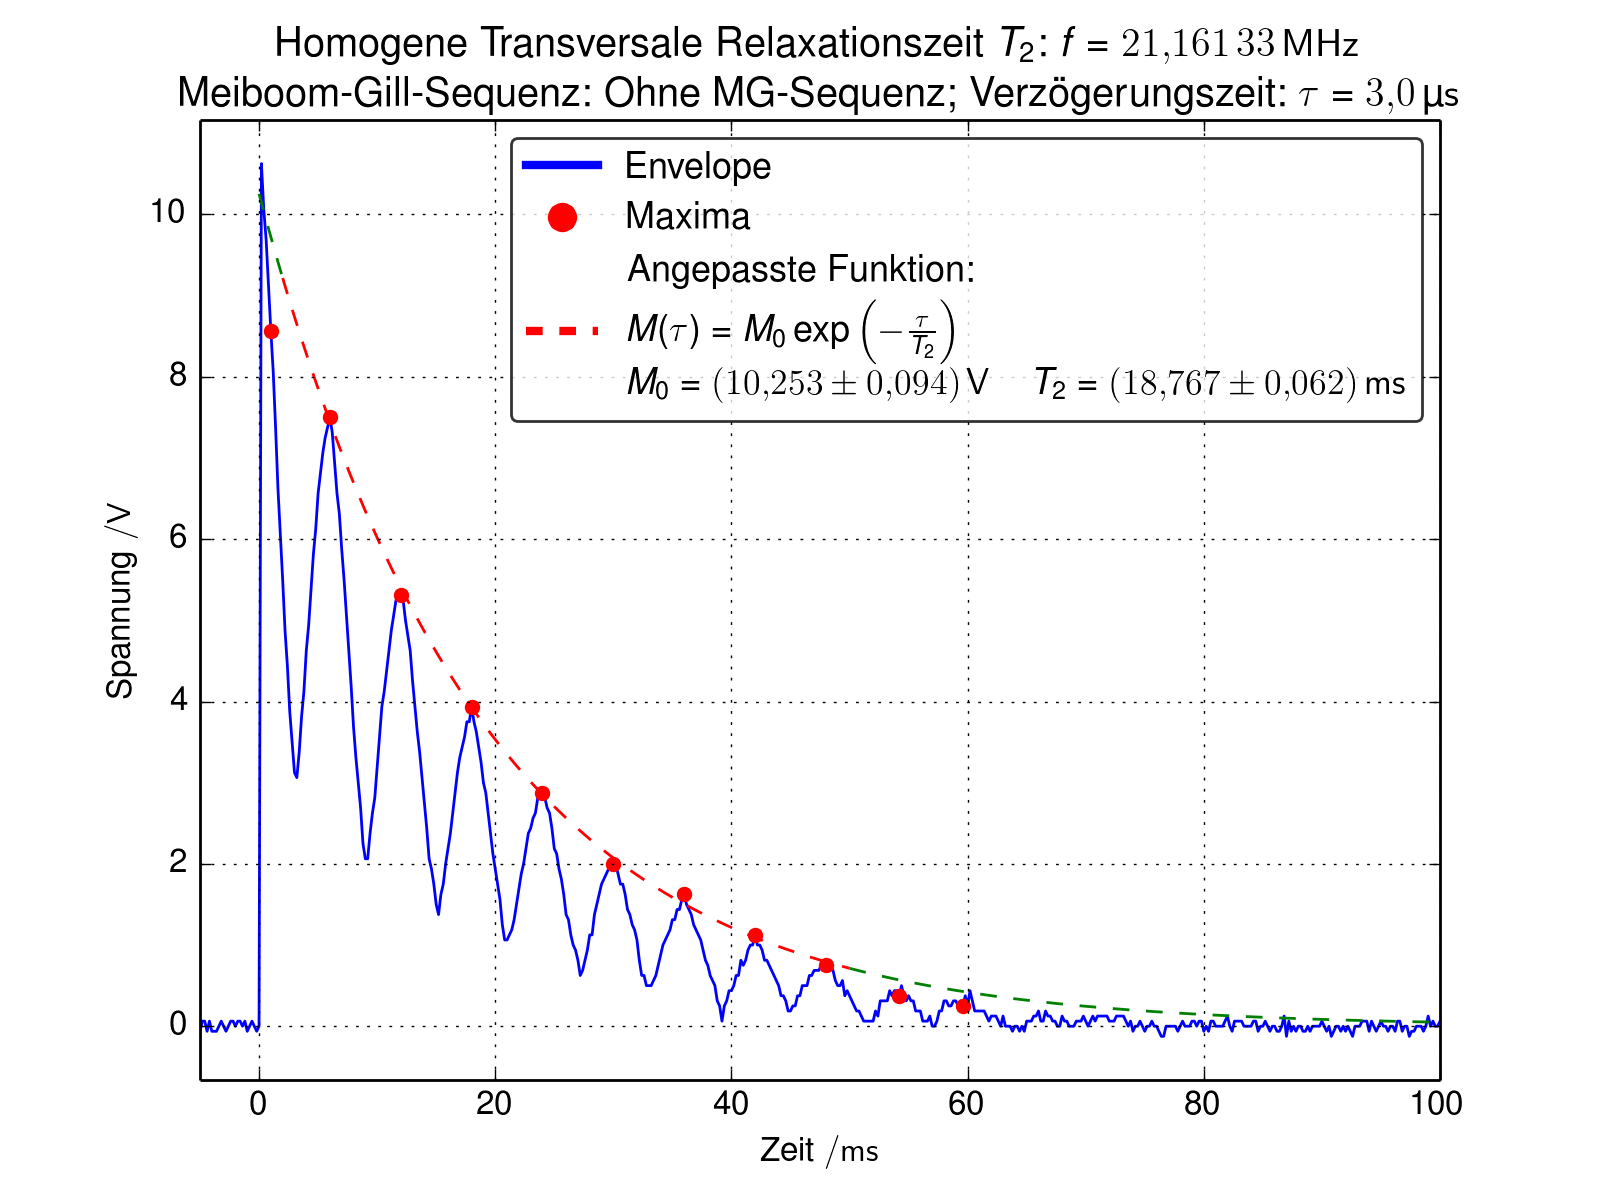 Homogene Transversale Relaxationszeit T₂: f = 21,161 33 MHz
Meiboom-Gill-Sequenz: Ohne MG-Sequenz; Verzögerungszeit: τ = 3,0 µs
Envelope
Maxima
Angepasste Funktion:
M(τ) = M₀ exp(−τ/T₂)
M₀ = (10,253 ± 0,094) V T₂ = (18,767 ± 0,062) ms
10
8
6
4
2
0
Spannung /V
0 20 40 60 80 100
Zeit /ms